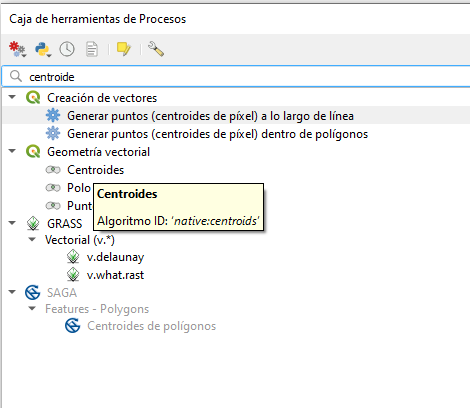 Caja de herramientas de Procesos
centroide
Creación de vectores
Generar puntos (centroides de píxel) a lo largo de línea
Generar puntos (centroides de píxel) dentro de polígonos
Geometría vectorial
Centroides
Polo
Punt
Centroides
Algoritmo ID: 'native:centroids'
GRASS
Vectorial (v.*)
v.delaunay
v.what.rast
SAGA
Features - Polygons
Centroides de polígonos